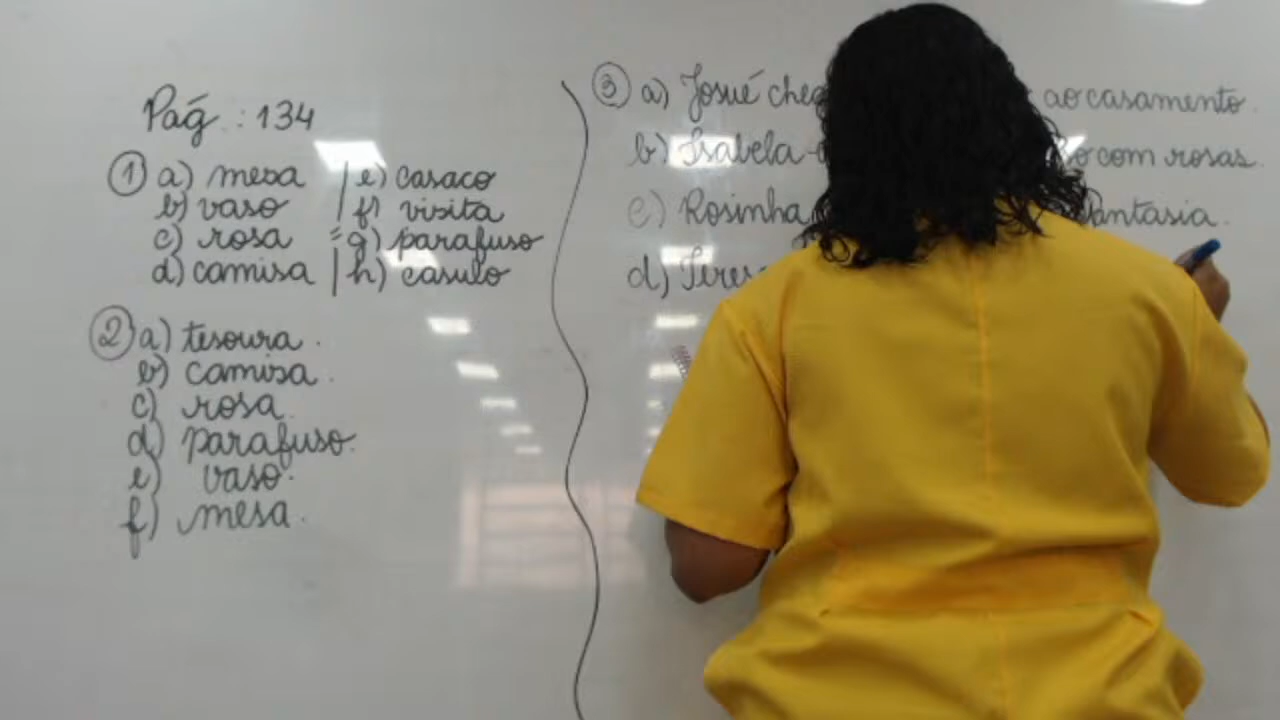 Pág.: 134
① a) mesa / e) casaco
b) vaso / f) visita
c) rosa g) parafuso
d) camisa / h) casulo
② a) tesoura.
b) camisa.
c) rosa.
d) parafuso.
e) vaso.
f) mesa.
③ a) Josué ao casamento.
b) Isabela com rosas.
c) Rosinha fantasia.
d)